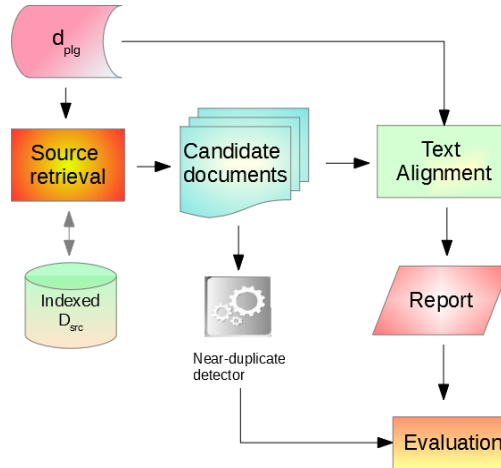 d plg
Source
retrieval
Candidate
documents
Text
Alignment
Indexed
D src
Near-duplicate
detector
Report
Evaluation